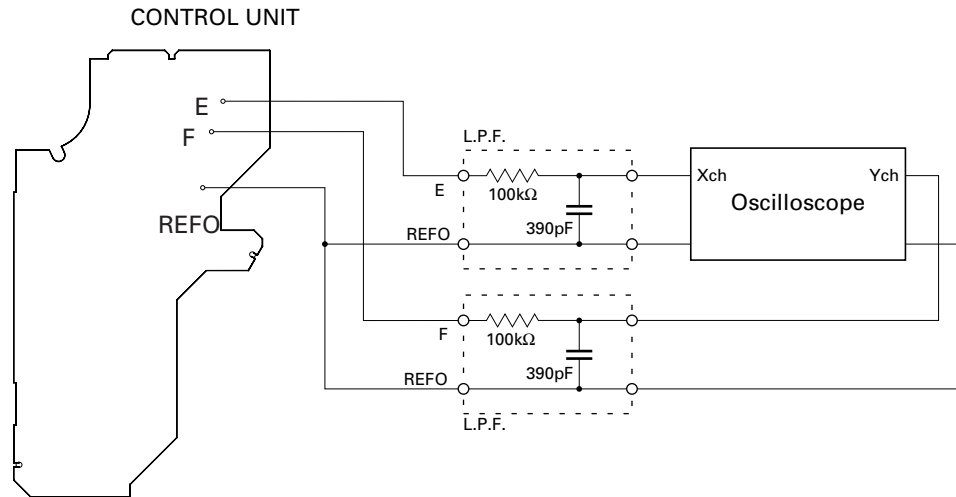 CONTROL UNIT
E
F
REFO
L.P.F.
E
100kΩ
390pF
REFO
Xch
Ych
Oscilloscope
F
100kΩ
390pF
REFO
L.P.F.